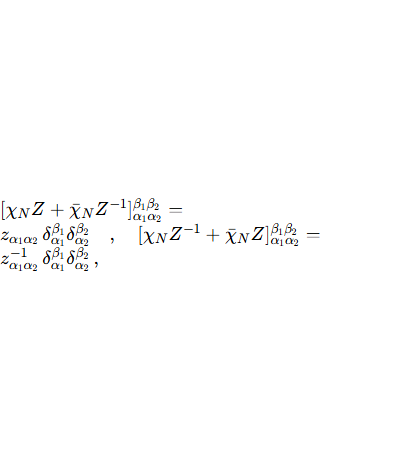 $[\chi_N Z + \bar{\chi}_N Z^{-1}]^{\beta_1\beta_2}_{\alpha_1\alpha_2} =$
$z_{\alpha_1\alpha_2}\, \delta^{\beta_1}_{\alpha_1} \delta^{\beta_2}_{\alpha_2} \quad , \quad [\chi_N Z^{-1} + \bar{\chi}_N Z]^{\beta_1\beta_2}_{\alpha_1\alpha_2} =$
$z^{-1}_{\alpha_1\alpha_2}\, \delta^{\beta_1}_{\alpha_1} \delta^{\beta_2}_{\alpha_2} \, ,$